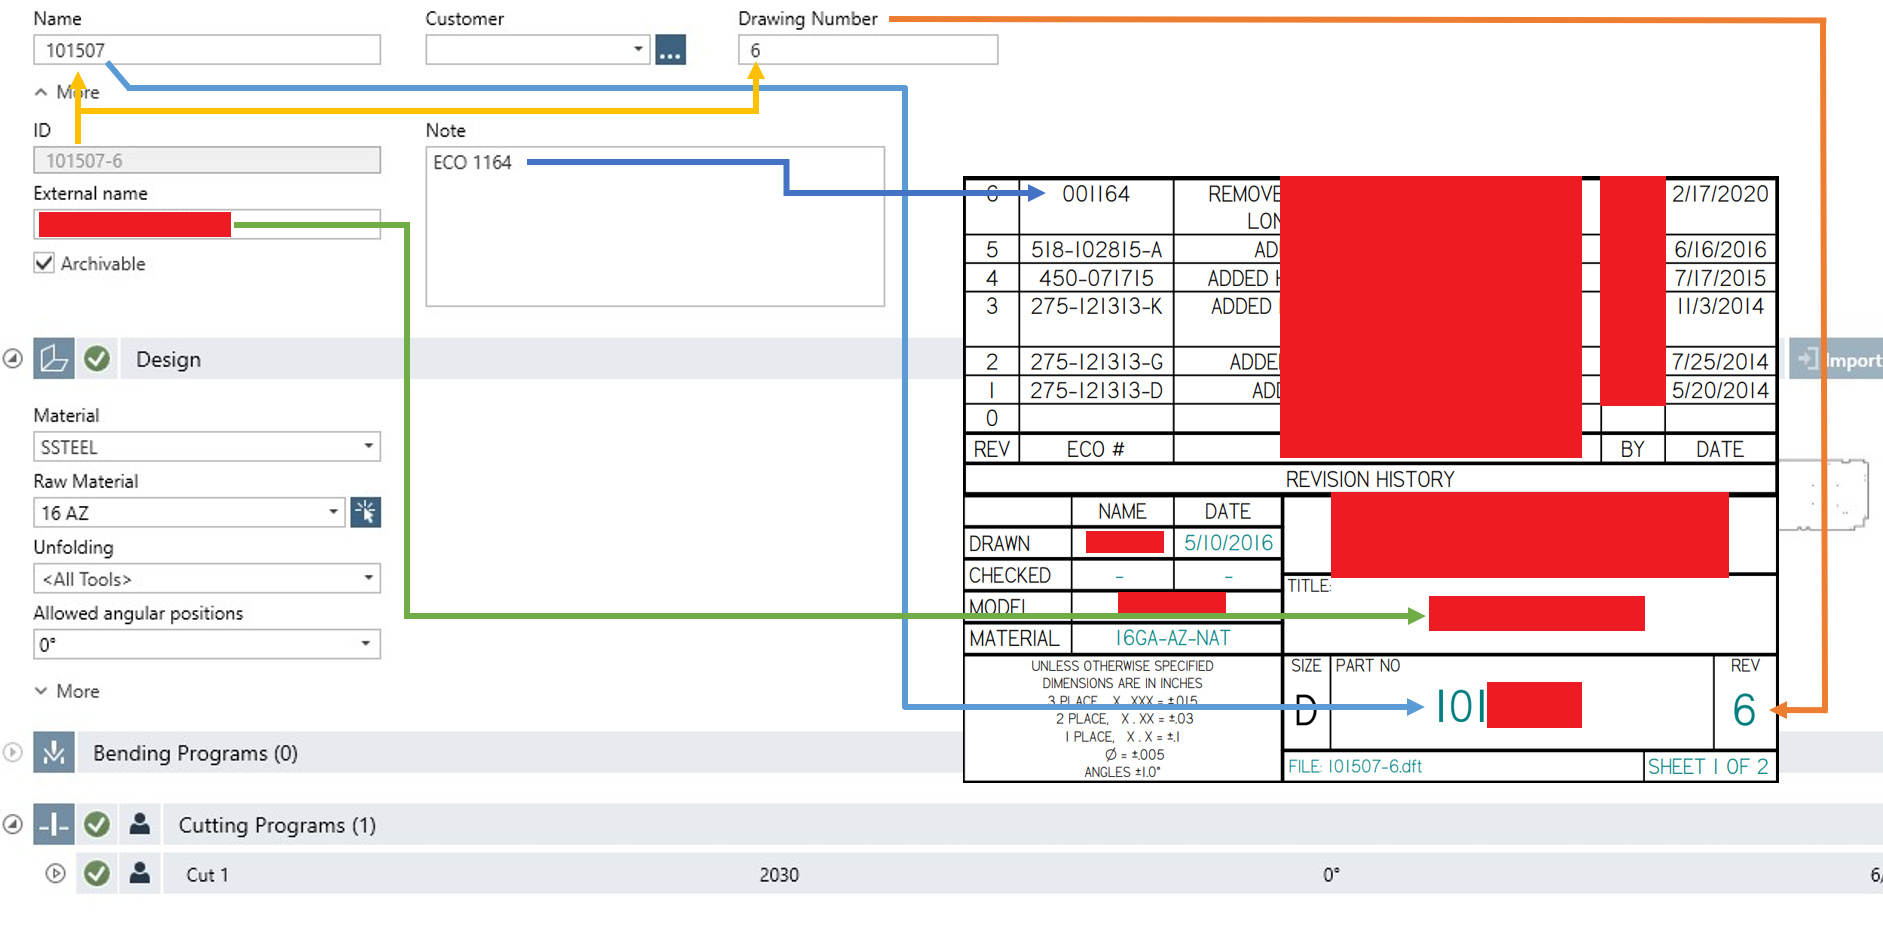 Name
Customer
Drawing Number
101507
...
6
More
ID
Note
101507-6
ECO 1164
External name
Archivable
6 001164 REMOVE 2/17/2020
LON
5 518-102815-A AD 6/16/2016
4 450-071715 ADDED 7/17/2015
3 275-121313-K ADDED 11/3/2014
2 275-121313-G ADDE 7/25/2014
1 275-121313-D AD 5/20/2014
0
REV ECO # BY DATE
REVISION HISTORY
Design
Import
Material
SSTEEL
Raw Material
16 AZ
Unfolding
<All Tools>
Allowed angular positions
0°
More
NAME DATE
DRAWN 5/10/2016
CHECKED - -
MODEL
MATERIAL 16GA-AZ-NAT
TITLE:
UNLESS OTHERWISE SPECIFIED
DIMENSIONS ARE IN INCHES
3 PLACE, X.XXX = ±.015
2 PLACE, X.XX = ±.03
1 PLACE, X.X = ±.1
Ø = ±.005
ANGLES ±1.0°
SIZE PART NO REV
D 101 6
FILE: 101507-6.dft SHEET 1 OF 2
Bending Programs (0)
Cutting Programs (1)
Cut 1 2030 0° 6/